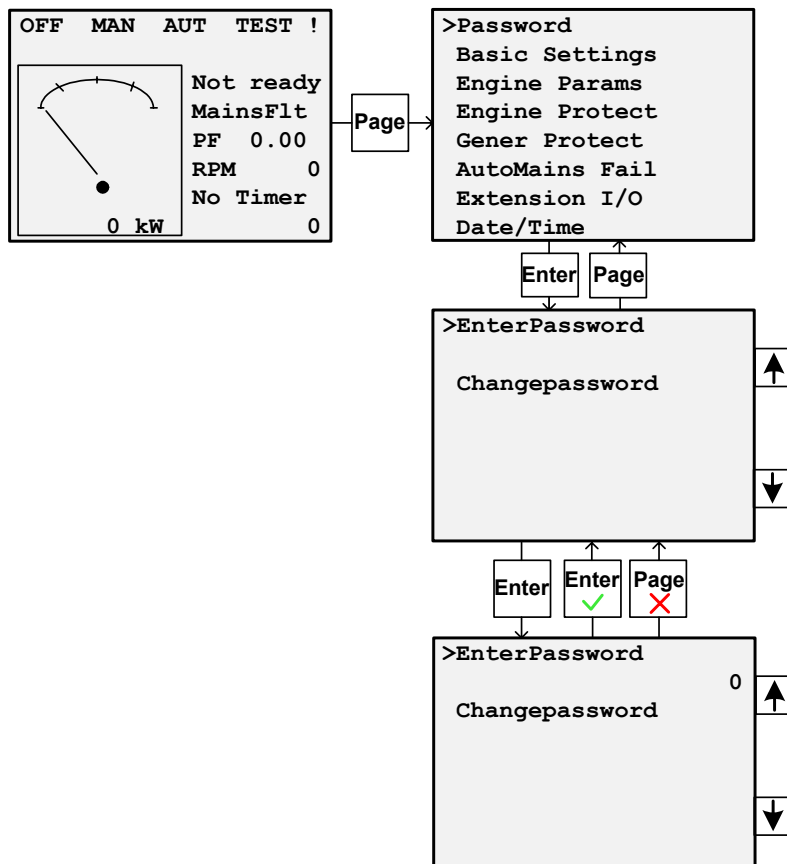 OFF MAN AUT TEST !
Not ready
MainsFlt
PF 0.00
RPM 0
No Timer
0 kW 0
Page
>Password
Basic Settings
Engine Params
Engine Protect
Gener Protect
AutoMains Fail
Extension I/O
Date/Time
Enter Page
>EnterPassword
Changepassword
Enter Enter Page
>EnterPassword
0
Changepassword